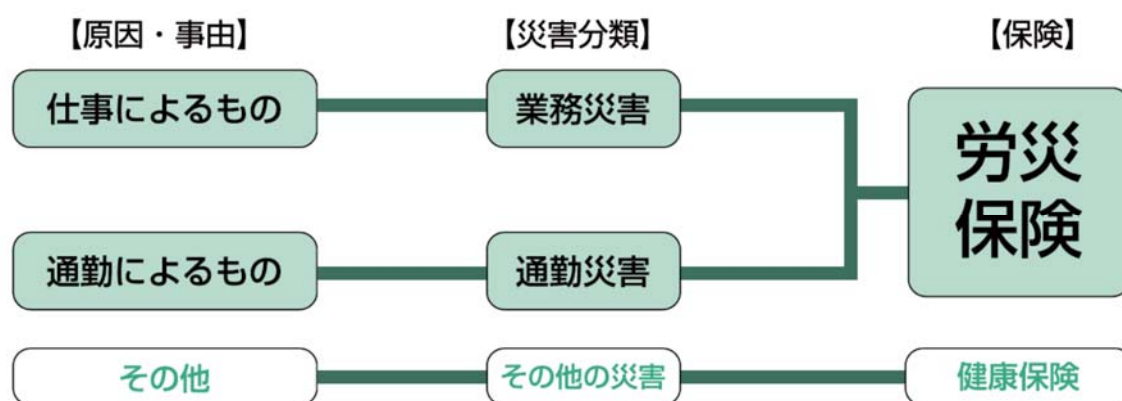 【原因・事由】
【災害分類】
【保険】
仕事によるもの
業務災害
労災
保険
通勤によるもの
通勤災害
その他
その他の災害
健康保険